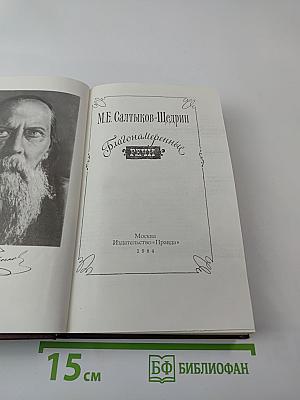 М.Е. Салтыков-Щедрин
Благонамеренные
РЕЧИ
Москва
Издательство «Правда»
1984
15 см
БФ БИБЛИОФАН